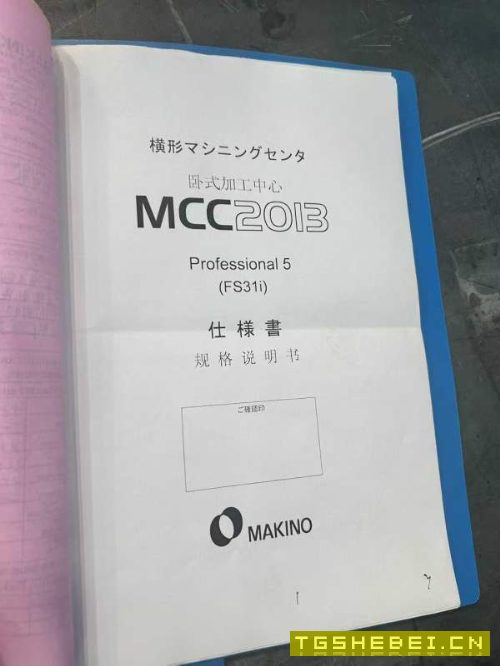 横形マシニングセンタ
卧式加工中心
MCC2013
Professional 5
(FS31i)
仕様書
规格说明书
ご確認印
MAKINO
TGSHEBEI.CN